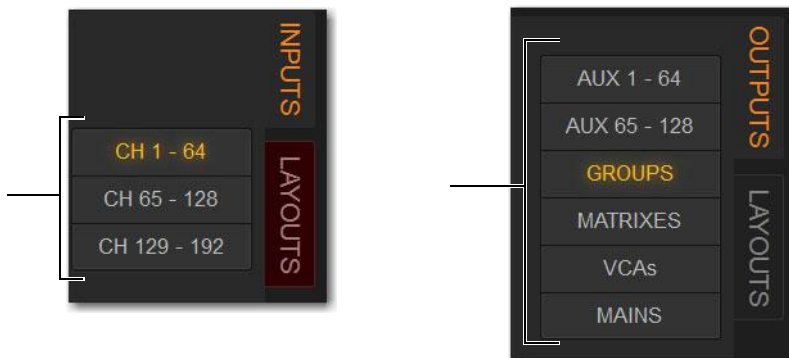 INPUTS
CH 1 - 64
CH 65 - 128
CH 129 - 192
LAYOUTS
OUTPUTS
AUX 1 - 64
AUX 65 - 128
GROUPS
MATRIXES
VCAs
MAINS
LAYOUTS